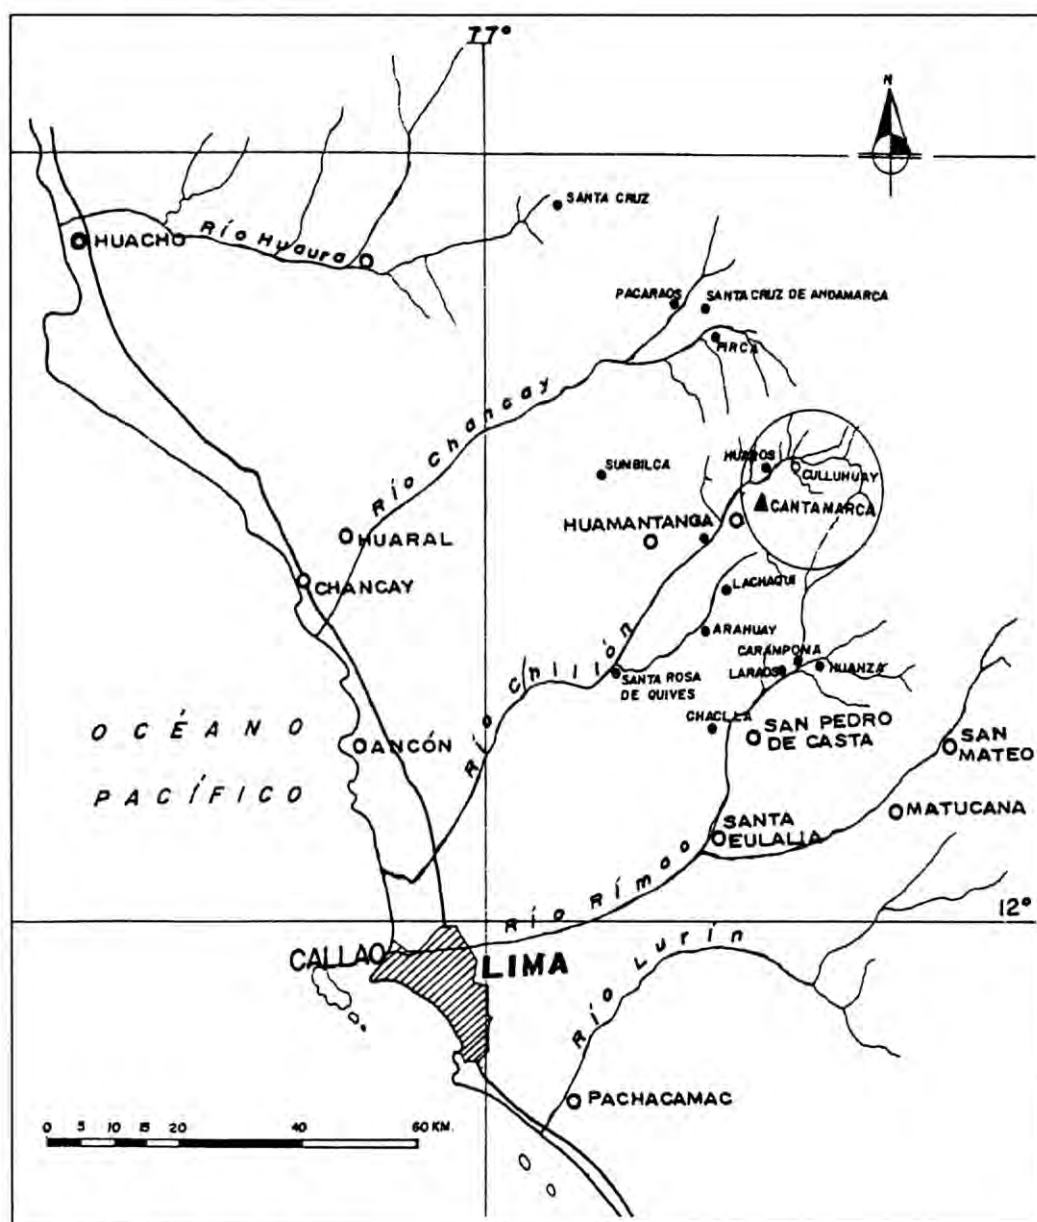 77°
N
SANTA CRUZ
HUACHO
Río Huaura
PACARAOS
SANTA CRUZ DE ANDAMARCA
PIRCA
Río Chancay
SUNBILCA
HUAROS
CULLUHUAY
CANTAMARCA
HUAMANTANGA
HUARAL
CHANCAY
LACHAQUI
ARAHUAY
CARAMPOMA
LARAOS
HUANZA
SANTA ROSA
DE QUIVES
Río Chillón
CHACLLA
SAN PEDRO
DE CASTA
SAN
MATEO
OCÉANO
PACÍFICO
ANCÓN
MATUCANA
SANTA
EULALIA
Río Rímac
12°
CALLAO
LIMA
Río Lurín
PACHACAMAC
0 5 10 15 20 40 60 KM.